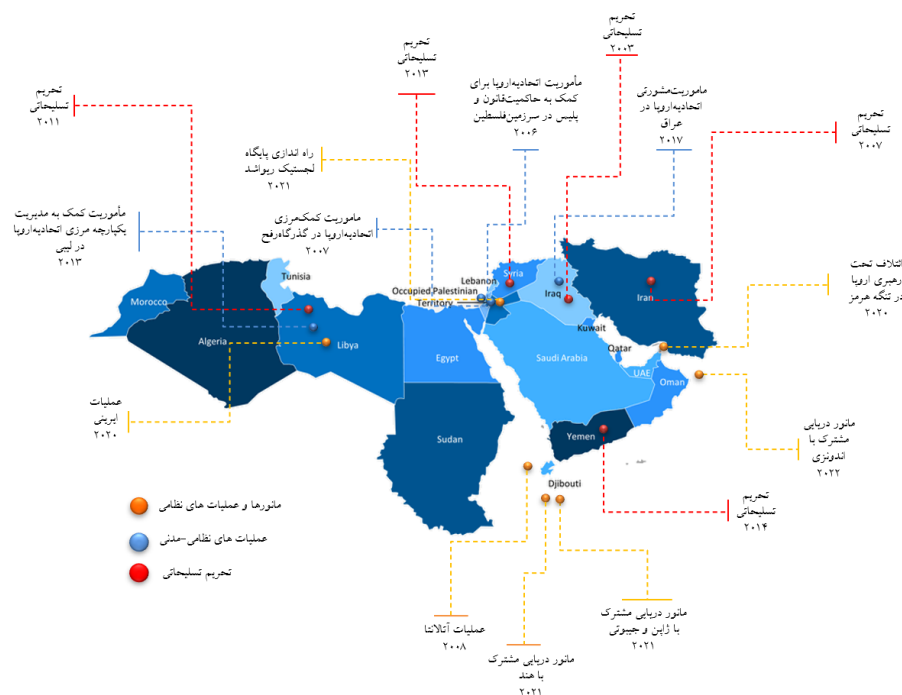 تحریم
تسلیحاتی
۲۰۰۳
تحریم
تسلیحاتی
۲۰۱۳
مأموریت اتحادیه‌اروپا برای
کمک به حاکمیت‌قانون و
پلیس در سرزمین‌فلسطین
۲۰۰۶
ماموریت‌مشورتی
اتحادیه‌اروپا در
عراق
۲۰۱۷
تحریم
تسلیحاتی
۲۰۱۱
تحریم
تسلیحاتی
۲۰۰۷
راه اندازی پایگاه
لجستیک ریواشد
۲۰۲۱
مأموریت کمک به مدیریت
یکپارچه مرزی اتحادیه‌اروپا
در لیبی
۲۰۱۳
ماموریت کمک‌مرزی
اتحادیه‌اروپا در گذرگاه‌رفح
۲۰۰۷
ائتلاف تحت
رهبری اروپا
در تنگه هرمز
۲۰۲۰
Tunisia
Morocco
Algeria
Libya
Egypt
Sudan
Lebanon
Syria
Occupied Palestinian
Territory
Iraq
Iran
Kuwait
Qatar
Saudi Arabia
UAE
Oman
Yemen
Djibouti
عملیات
ایرینی
۲۰۲۰
مانور دریایی
مشترک با
اندونزی
۲۰۲۲
تحریم
تسلیحاتی
۲۰۱۴
مانورها و عملیات های نظامی
عملیات های نظامی-مدنی
تحریم تسلیحاتی
عملیات آتالانتا
۲۰۰۸
مانور دریایی مشترک
با هند
۲۰۲۱
مانور دریایی مشترک
با ژاپن و جیبوتی
۲۰۲۱